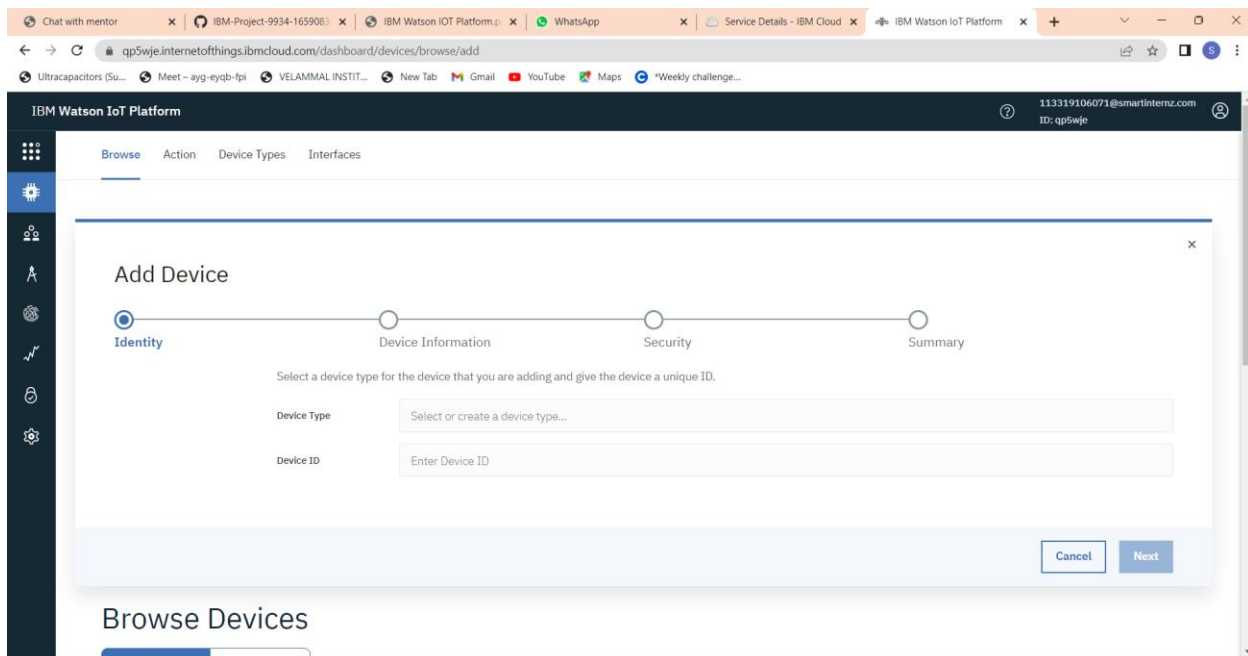 Chat with mentor
IBM-Project-9934-1659083
IBM Watson IOT Platform.p
WhatsApp
Service Details - IBM Cloud
IBM Watson IoT Platform
qp5wje.internetofthings.ibmcloud.com/dashboard/devices/browse/add
S
Ultracapacitors (Su... Meet – ayg-eyqb-fpi VELAMMAL INSTIT... New Tab Gmail YouTube Maps *Weekly challenge...
IBM Watson IoT Platform
113319106071@smartinternz.com
ID: qp5wje
Browse Action Device Types Interfaces
Add Device
Identity Device Information Security Summary
Select a device type for the device that you are adding and give the device a unique ID.
Device Type Select or create a device type...
Device ID Enter Device ID
Cancel Next
Browse Devices